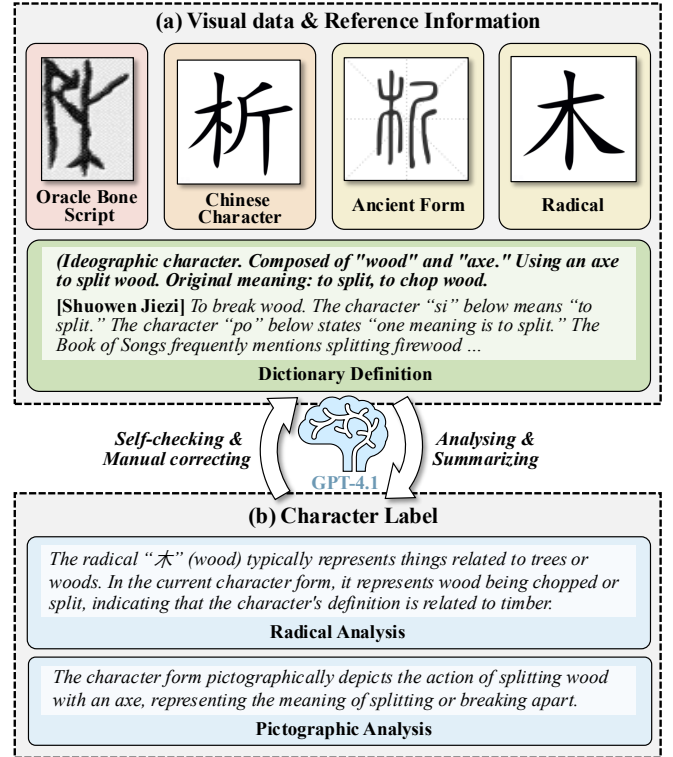 (a) Visual data & Reference Information
析
木
Oracle Bone
Script
Chinese
Character
Ancient Form
Radical
(Ideographic character. Composed of "wood" and "axe." Using an axe
to split wood. Original meaning: to split, to chop wood.
[Shuowen Jiezi] To break wood. The character “si” below means “to
split.” The character “po” below states “one meaning is to split.” The
Book of Songs frequently mentions splitting firewood ...
Dictionary Definition
Self-checking &
Manual correcting
GPT-4.1
Analysing &
Summarizing
(b) Character Label
The radical “木” (wood) typically represents things related to trees or
woods. In the current character form, it represents wood being chopped or
split, indicating that the character's definition is related to timber.
Radical Analysis
The character form pictographically depicts the action of splitting wood
with an axe, representing the meaning of splitting or breaking apart.
Pictographic Analysis